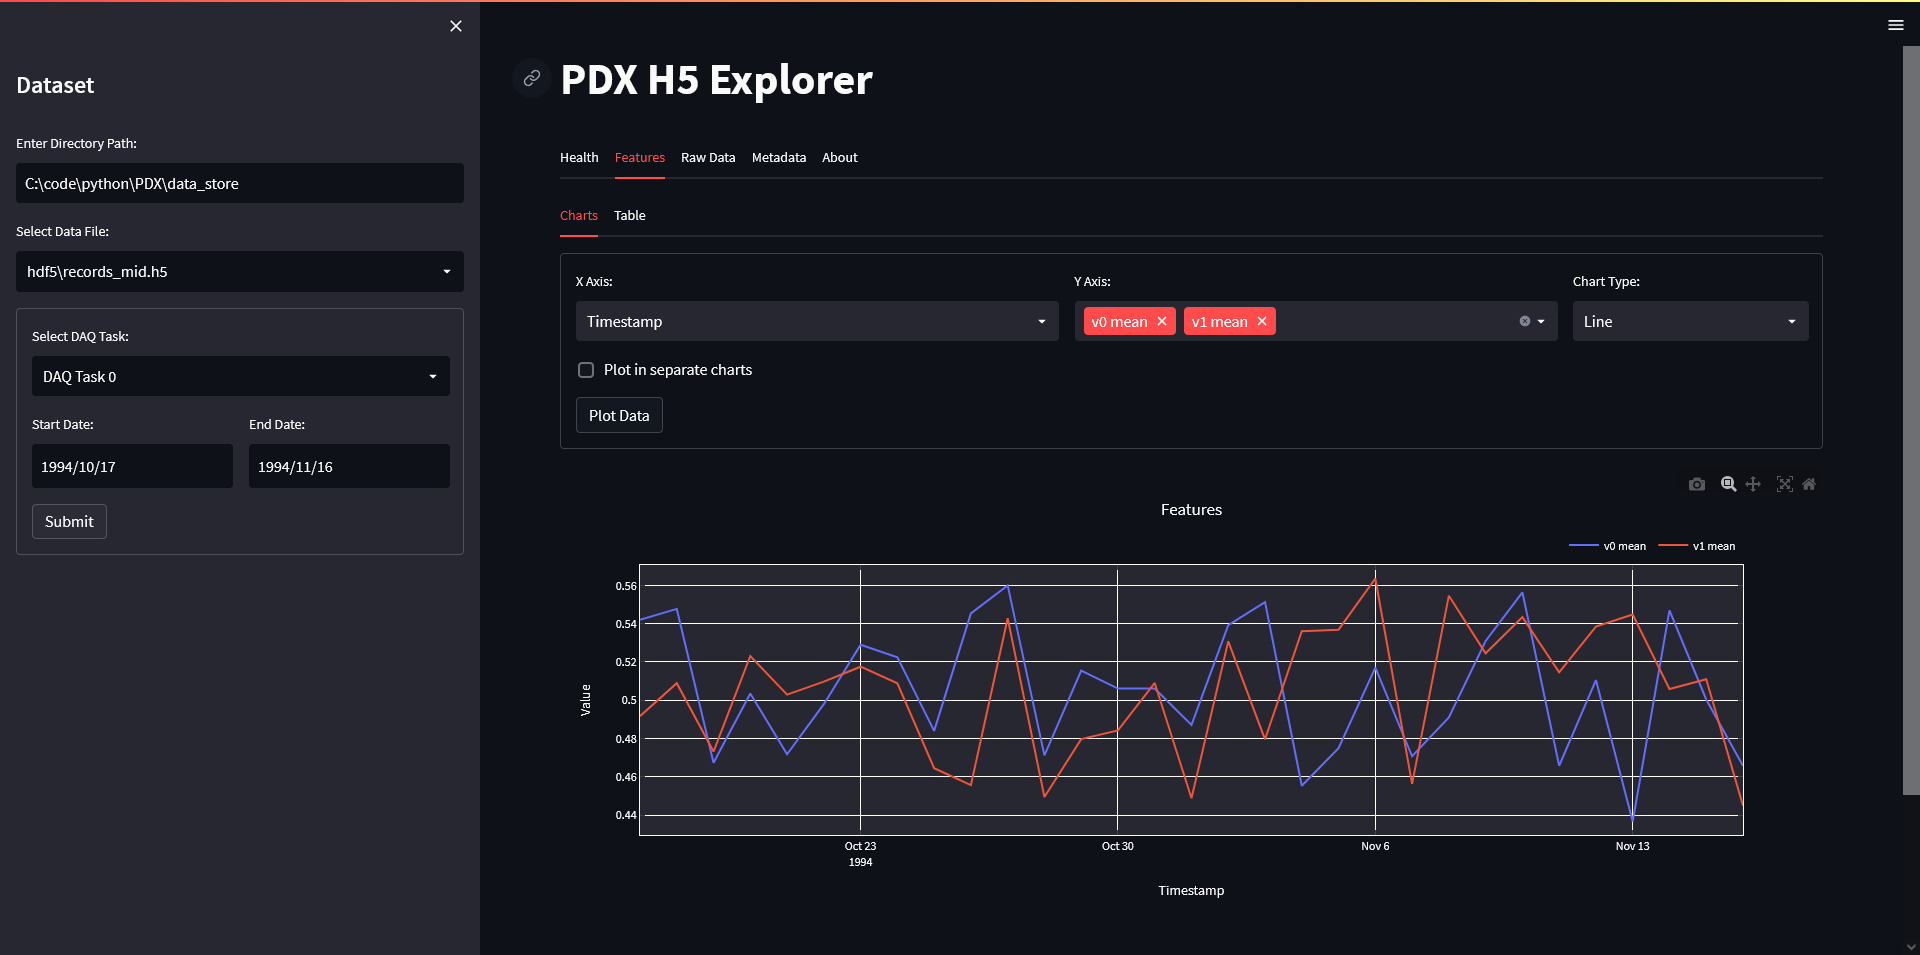 Dataset
Enter Directory Path:
C:\code\python\PDX\data_store
Select Data File:
hdf5\records_mid.h5
Select DAQ Task:
DAQ Task 0
Start Date: End Date:
1994/10/17 1994/11/16
Submit
PDX H5 Explorer
Health Features Raw Data Metadata About
Charts Table
X Axis: Y Axis: Chart Type:
Timestamp v0 mean v1 mean Line
Plot in separate charts
Plot Data
Features
v0 mean v1 mean
Value
0.56
0.54
0.52
0.5
0.48
0.46
0.44
Oct 23 Oct 30 Nov 6 Nov 13
1994
Timestamp